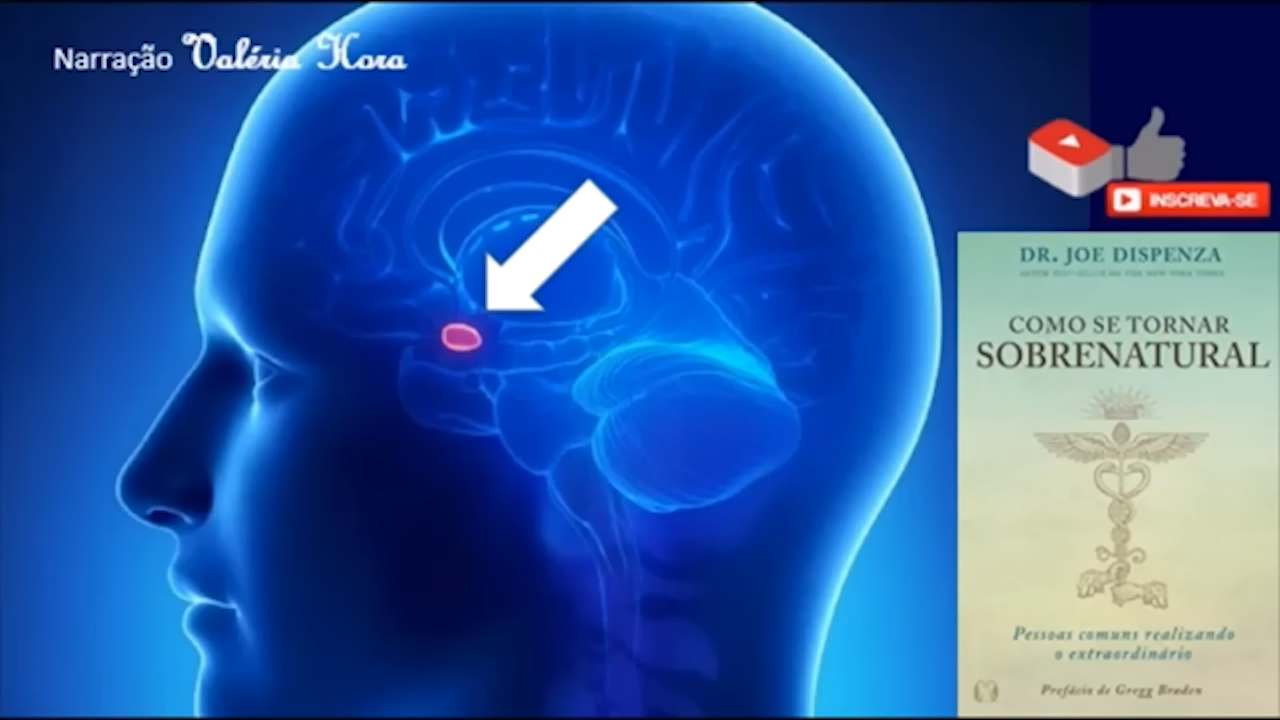 Narração Valéria Hora
INSCREVA-SE
DR. JOE DISPENZA
COMO SE TORNAR
SOBRENATURAL
Pessoas comuns realizando
o extraordinário
Prefácio de Gregg Braden